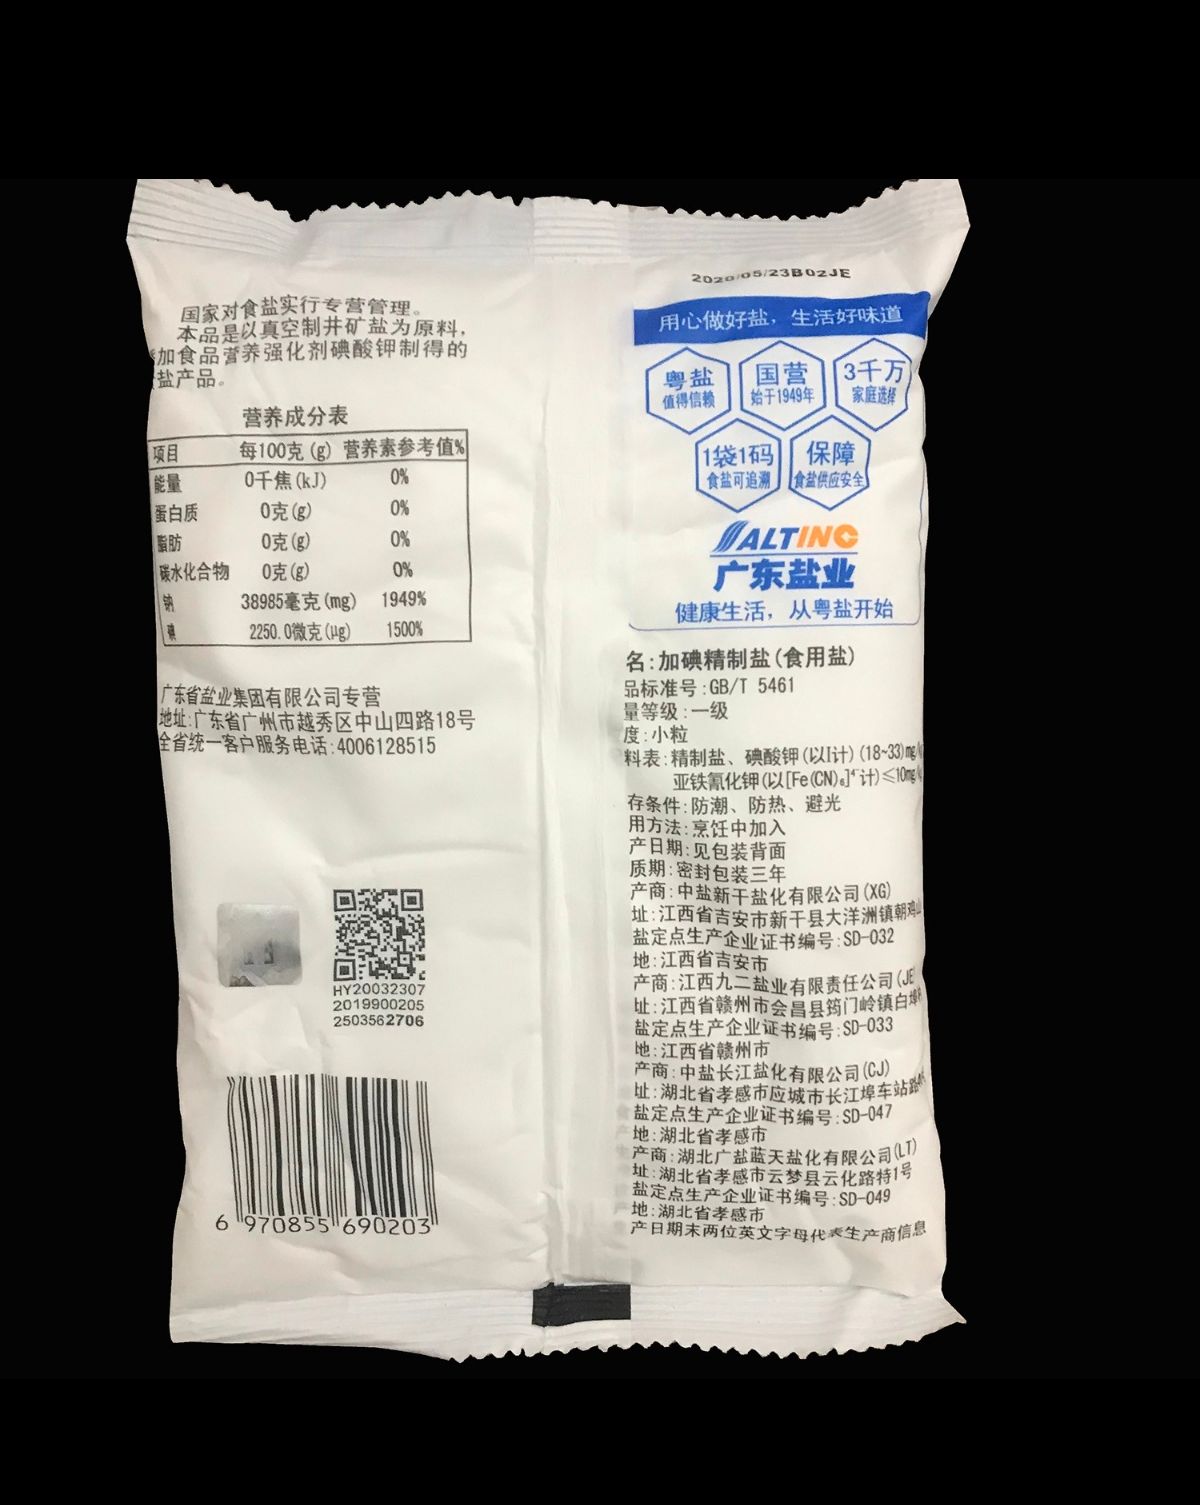 国家对食盐实行专营管理。
本品是以真空制井矿盐为原料,
加食品营养强化剂碘酸钾制得的
盐产品。
营养成分表
项目 每100克(g) 营养素参考值%
能量 0千焦(kJ) 0%
蛋白质 0克(g) 0%
脂肪 0克(g) 0%
碳水化合物 0克(g) 0%
钠 38985毫克(mg) 1949%
碘 2250.0微克(μg) 1500%
广东省盐业集团有限公司专营
地址:广东省广州市越秀区中山四路18号
全省统一客户服务电话:4006128515
HY20032307
2019900205
2503562706
6 970855 690203
2020/05/23B02JE
用心做好盐,生活好味道
粤盐
值得信赖
国营
始于1949年
3千万
家庭选择
1袋1码
食盐可追溯
保障
食盐供应安全
SALTINC
广东盐业
健康生活,从粤盐开始
名:加碘精制盐(食用盐)
品标准号:GB/T 5461
量等级:一级
度:小粒
料表:精制盐、碘酸钾(以I计)(18~33)mg/
亚铁氰化钾(以[Fe(CN)₆]⁴⁻计)≤10mg/
存条件:防潮、防热、避光
用方法:烹饪中加入
产日期:见包装背面
质期:密封包装三年
产商:中盐新干盐化有限公司(XG)
址:江西省吉安市新干县大洋洲镇朝鸡山
盐定点生产企业证书编号:SD-032
地:江西省吉安市
产商:江西九二盐业有限责任公司(JE)
址:江西省赣州市会昌县筠门岭镇白埠
盐定点生产企业证书编号:SD-033
地:江西省赣州市
产商:中盐长江盐化有限公司(CJ)
址:湖北省孝感市应城市长江埠车站路
盐定点生产企业证书编号:SD-047
地:湖北省孝感市
产商:湖北广盐蓝天盐化有限公司(LT)
址:湖北省孝感市云梦县云化路特1号
盐定点生产企业证书编号:SD-049
地:湖北省孝感市
产日期末两位英文字母代表生产商信息